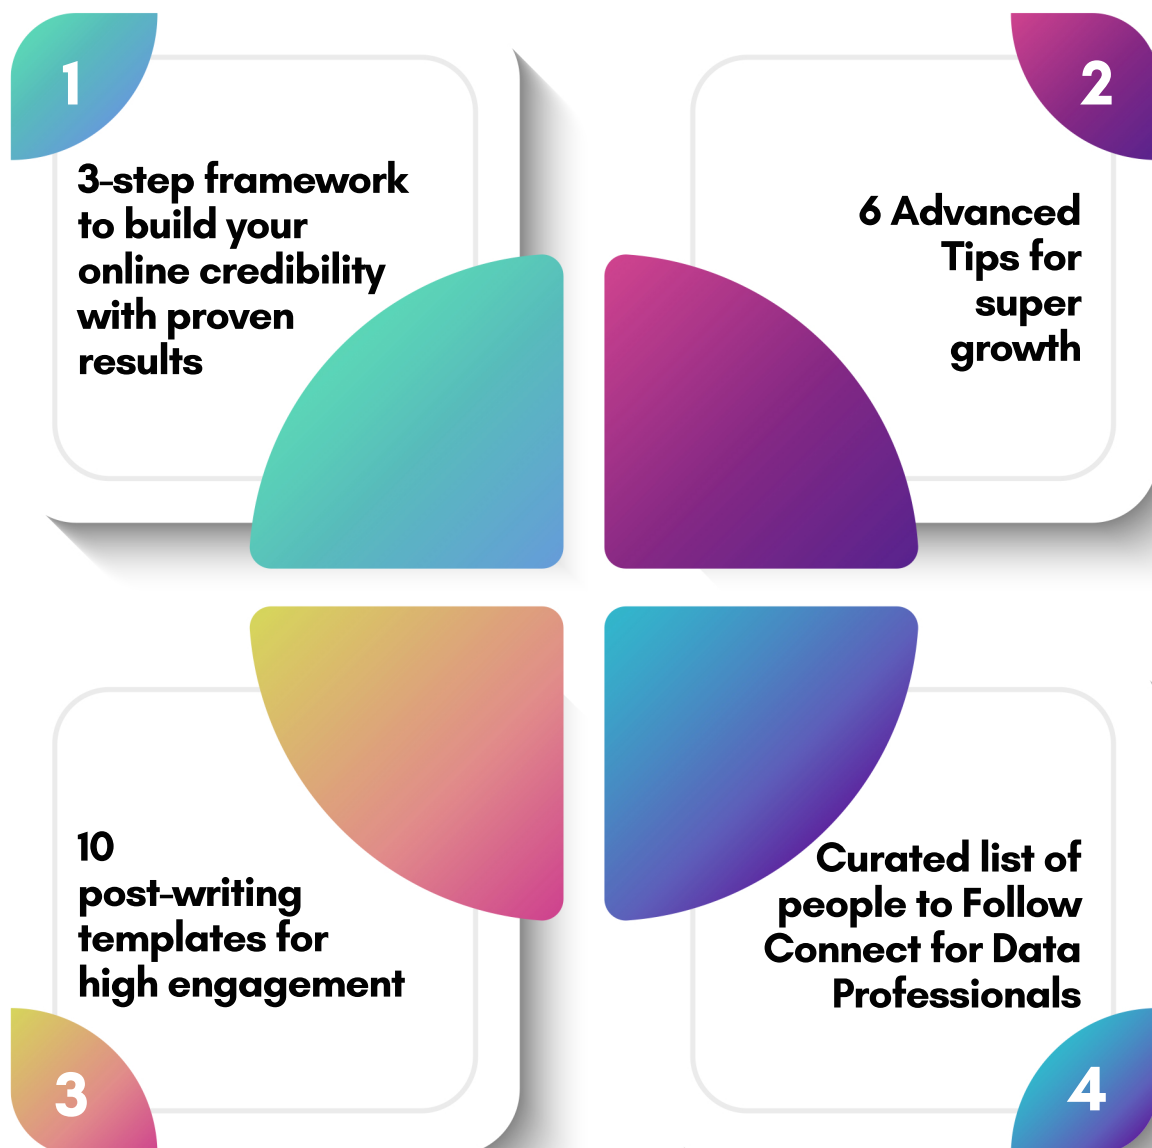 1
3-step framework
to build your
online credibility
with proven
results
2
6 Advanced
Tips for
super
growth
10
post-writing
templates for
high engagement
3
Curated list of
people to Follow
Connect for Data
Professionals
4